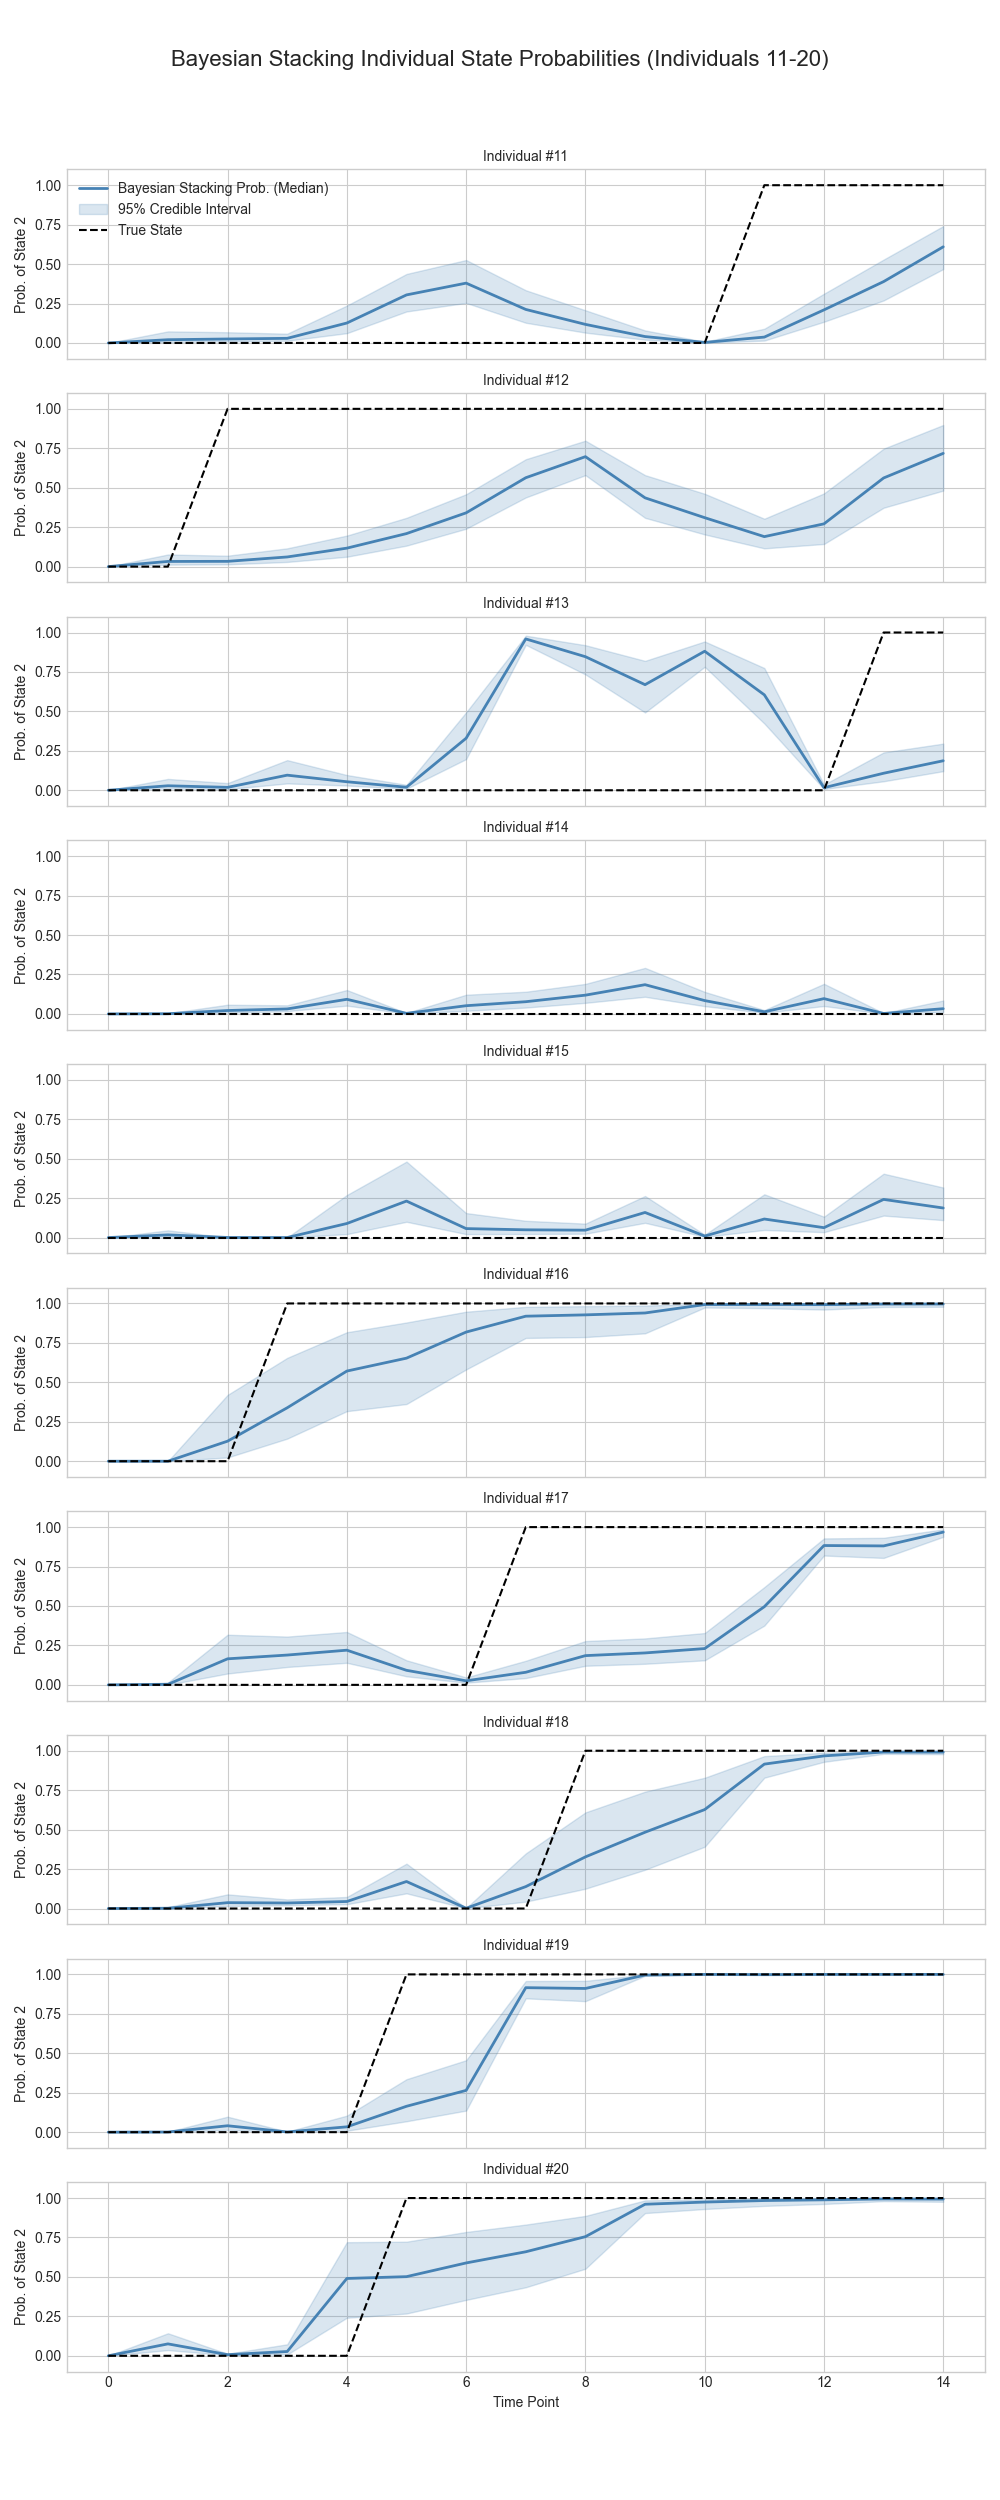 Bayesian Stacking Individual State Probabilities (Individuals 11-20)
Individual #11
Prob. of State 2
1.00
0.75
0.50
0.25
0.00
Bayesian Stacking Prob. (Median)
95% Credible Interval
True State
Individual #12
Prob. of State 2
1.00
0.75
0.50
0.25
0.00
Individual #13
Prob. of State 2
1.00
0.75
0.50
0.25
0.00
Individual #14
Prob. of State 2
1.00
0.75
0.50
0.25
0.00
Individual #15
Prob. of State 2
1.00
0.75
0.50
0.25
0.00
Individual #16
Prob. of State 2
1.00
0.75
0.50
0.25
0.00
Individual #17
Prob. of State 2
1.00
0.75
0.50
0.25
0.00
Individual #18
Prob. of State 2
1.00
0.75
0.50
0.25
0.00
Individual #19
Prob. of State 2
1.00
0.75
0.50
0.25
0.00
Individual #20
Prob. of State 2
1.00
0.75
0.50
0.25
0.00
0 2 4 6 8 10 12 14
Time Point